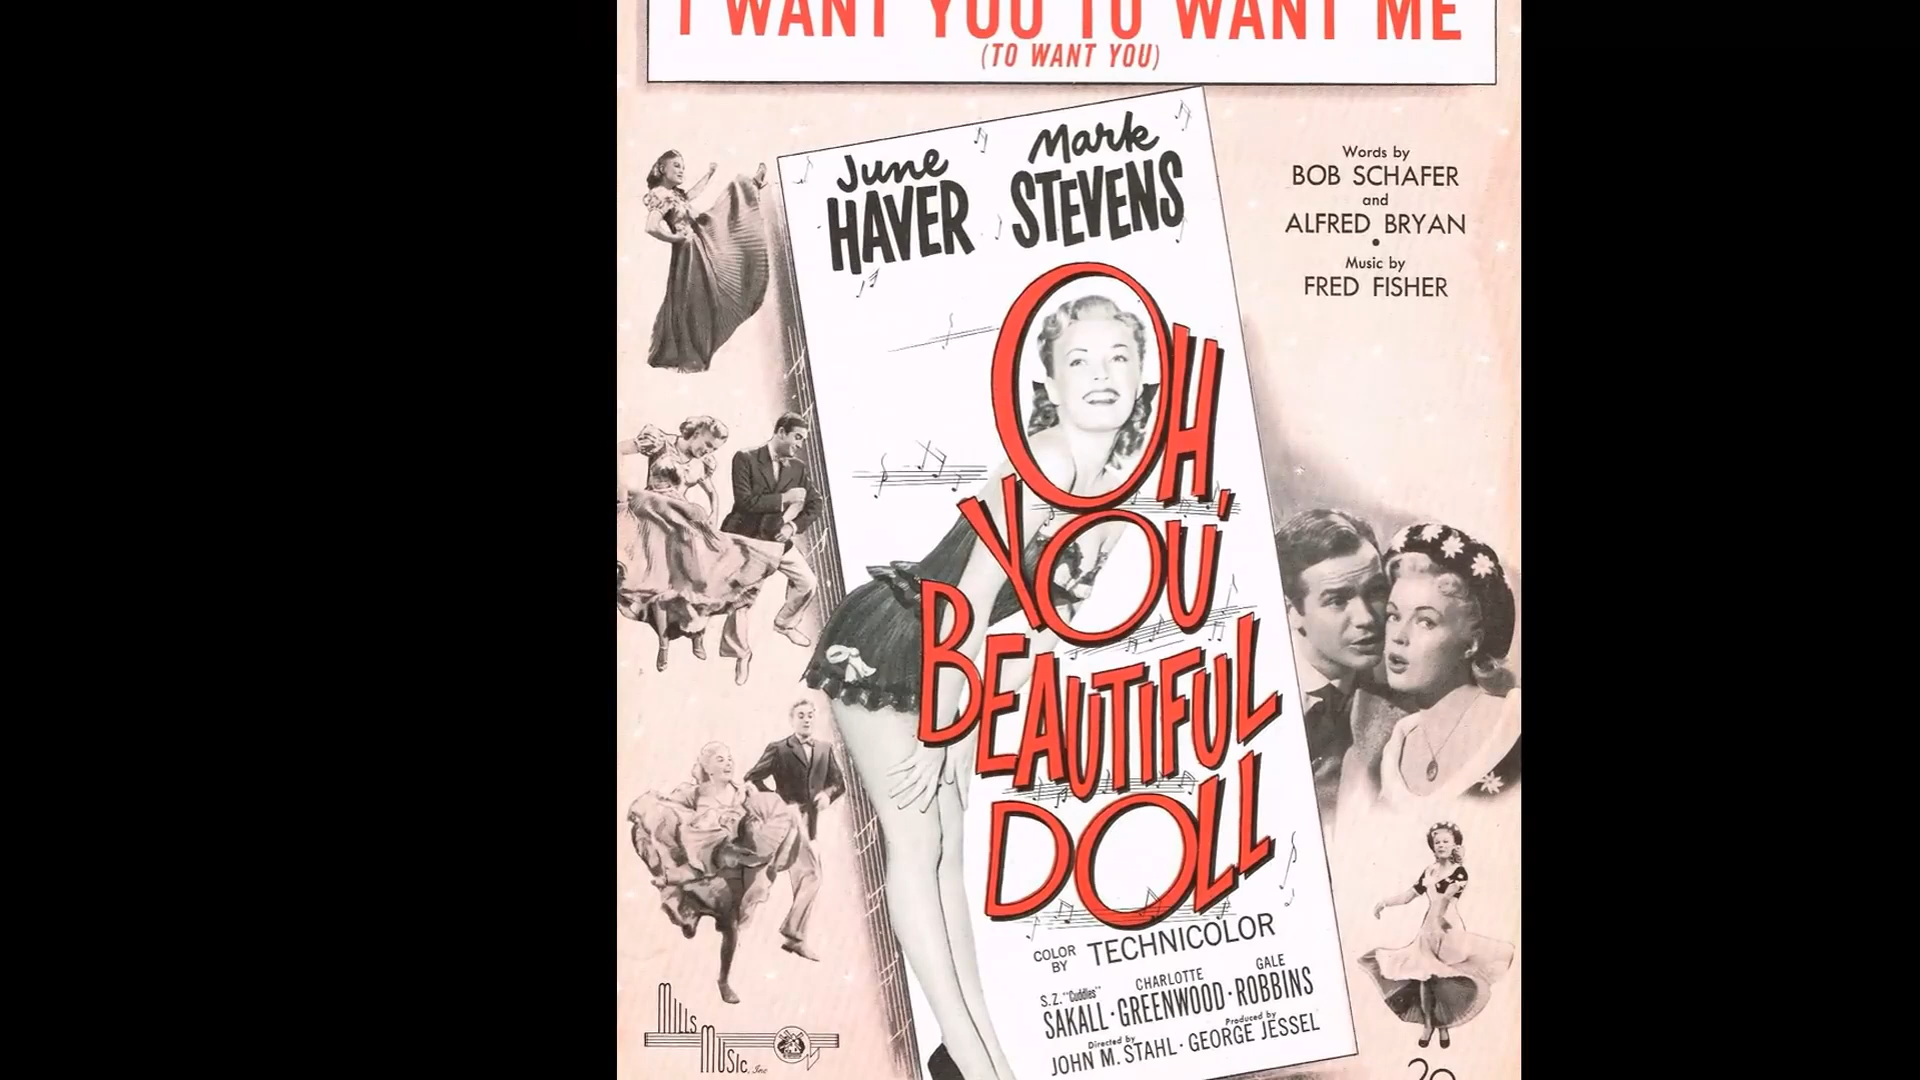 I WANT YOU TO WANT ME
(TO WANT YOU)
June HAVER
Mark STEVENS
Words by
BOB SCHAFER
and
ALFRED BRYAN
•
Music by
FRED FISHER
OH,
YOU
BEAUTIFUL
DOLL
COLOR BY TECHNICOLOR
S.Z. "Cuddles" SAKALL · CHARLOTTE GREENWOOD · GALE ROBBINS
Directed by JOHN M. STAHL · Produced by GEORGE JESSEL
MILLS MUSIC, Inc